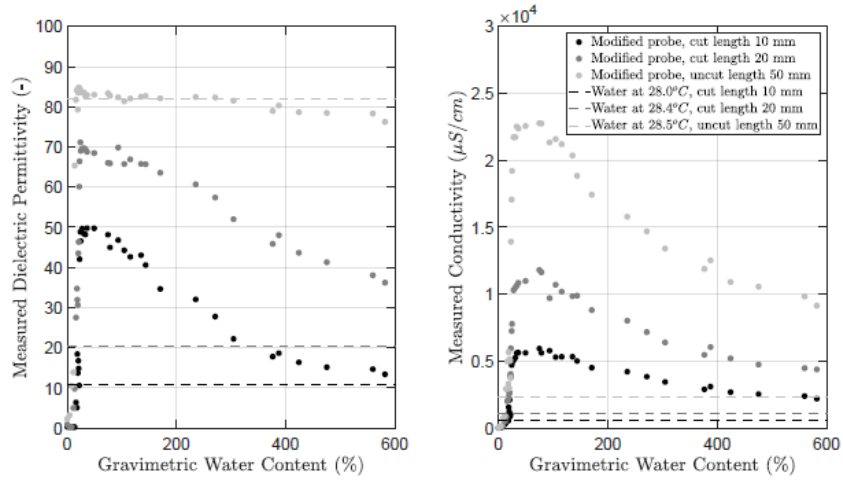 100
90
80
70
60
50
40
30
20
10
0
0
200
400
600
Measured Dielectric Permittivity (-)
Gravimetric Water Content (%)
3 ×10⁴
2.5
2
1.5
1
0.5
0
0
200
400
600
Measured Conductivity (μS/cm)
Gravimetric Water Content (%)
Modified probe, cut length 10 mm
Modified probe, cut length 20 mm
Modified probe, uncut length 50 mm
Water at 28.0°C, cut length 10 mm
Water at 28.4°C, cut length 20 mm
Water at 28.5°C, uncut length 50 mm